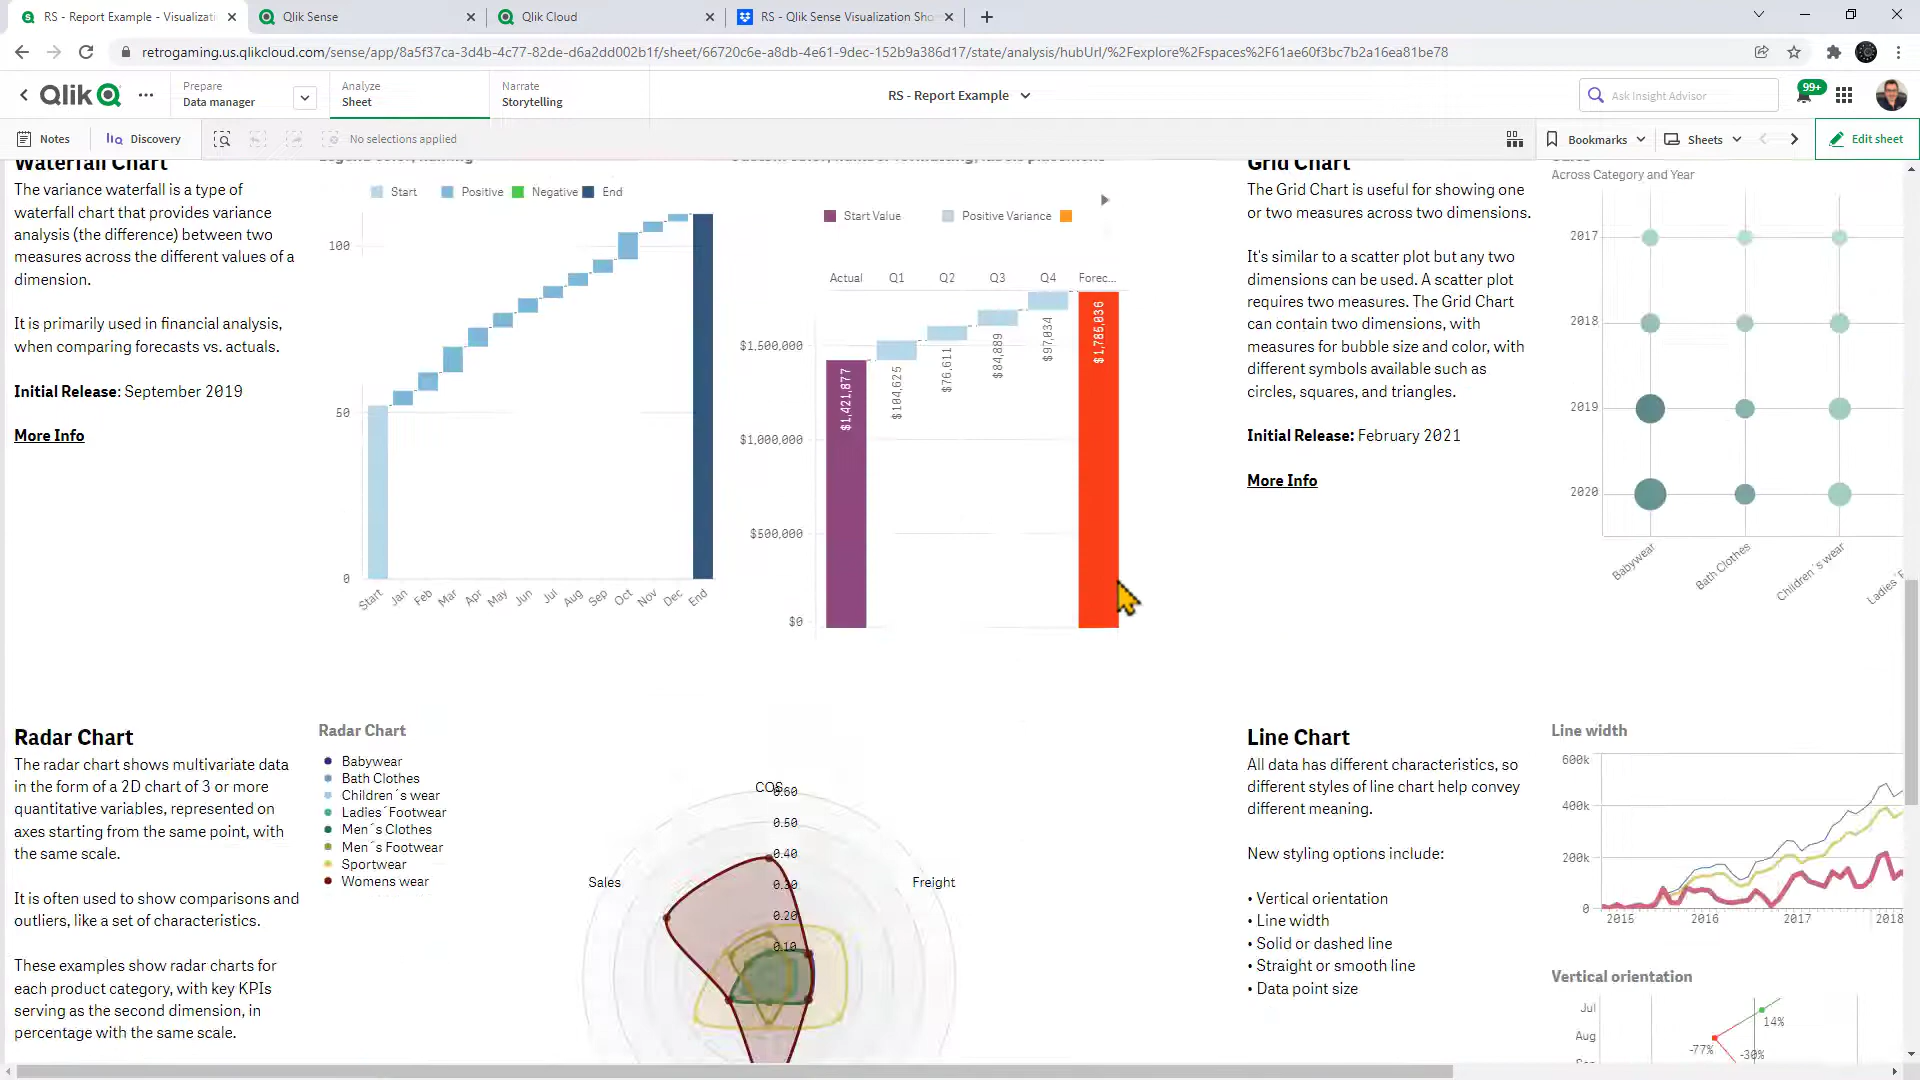 RS - Report Example - Visualizati
Qlik Sense
Qlik Cloud
RS - Qlik Sense Visualization Sho
retrogaming.us.qlikcloud.com/sense/app/8a5f37ca-3d4b-4c77-82de-d6a2dd002b1f/sheet/66720c6e-a8db-4e61-9dec-152b9a386d17/state/analysis/hubUrl/%2Fexplore%2Fspaces%2F61ae60f3bc7b2a16ea81be78
Qlik
Prepare
Data manager
Analyze
Sheet
Narrate
Storytelling
RS - Report Example
Ask Insight Advisor
99+
Notes
Discovery
No selections applied
Bookmarks
Sheets
Edit sheet
Waterfall Chart
The variance waterfall is a type of
waterfall chart that provides variance
analysis (the difference) between two
measures across the different values of a
dimension.
It is primarily used in financial analysis,
when comparing forecasts vs. actuals.
Initial Release: September 2019
More Info
Start Positive Negative End
100
50
0
Start Jan Feb Mar Apr May Jun Jul Aug Sep Oct Nov Dec End
Start Value Positive Variance
Actual Q1 Q2 Q3 Q4 Forec...
$1,500,000
$1,000,000
$500,000
$0
$1,421,877
$104,625
$76,611
$84,889
$97,834
$1,785,836
Grid Chart
The Grid Chart is useful for showing one
or two measures across two dimensions.
It's similar to a scatter plot but any two
dimensions can be used. A scatter plot
requires two measures. The Grid Chart
can contain two dimensions, with
measures for bubble size and color, with
different symbols available such as
circles, squares, and triangles.
Initial Release: February 2021
More Info
Across Category and Year
2017
2018
2019
2020
Babywear
Bath Clothes
Children´s wear
Radar Chart
The radar chart shows multivariate data
in the form of a 2D chart of 3 or more
quantitative variables, represented on
axes starting from the same point, with
the same scale.
It is often used to show comparisons and
outliers, like a set of characteristics.
These examples show radar charts for
each product category, with key KPIs
serving as the second dimension, in
percentage with the same scale.
Radar Chart
Babywear
Bath Clothes
Children´s wear
Ladies´Footwear
Men´s Clothes
Men´s Footwear
Sportwear
Womens wear
COS
0.60
0.50
0.40
0.30
0.20
0.10
Sales
Freight
Line Chart
All data has different characteristics, so
different styles of line chart help convey
different meaning.
New styling options include:
• Vertical orientation
• Line width
• Solid or dashed line
• Straight or smooth line
• Data point size
Line width
600k
400k
200k
0
2015 2016 2017 2018
Vertical orientation
Jul
Aug
14%
-77%
-30%